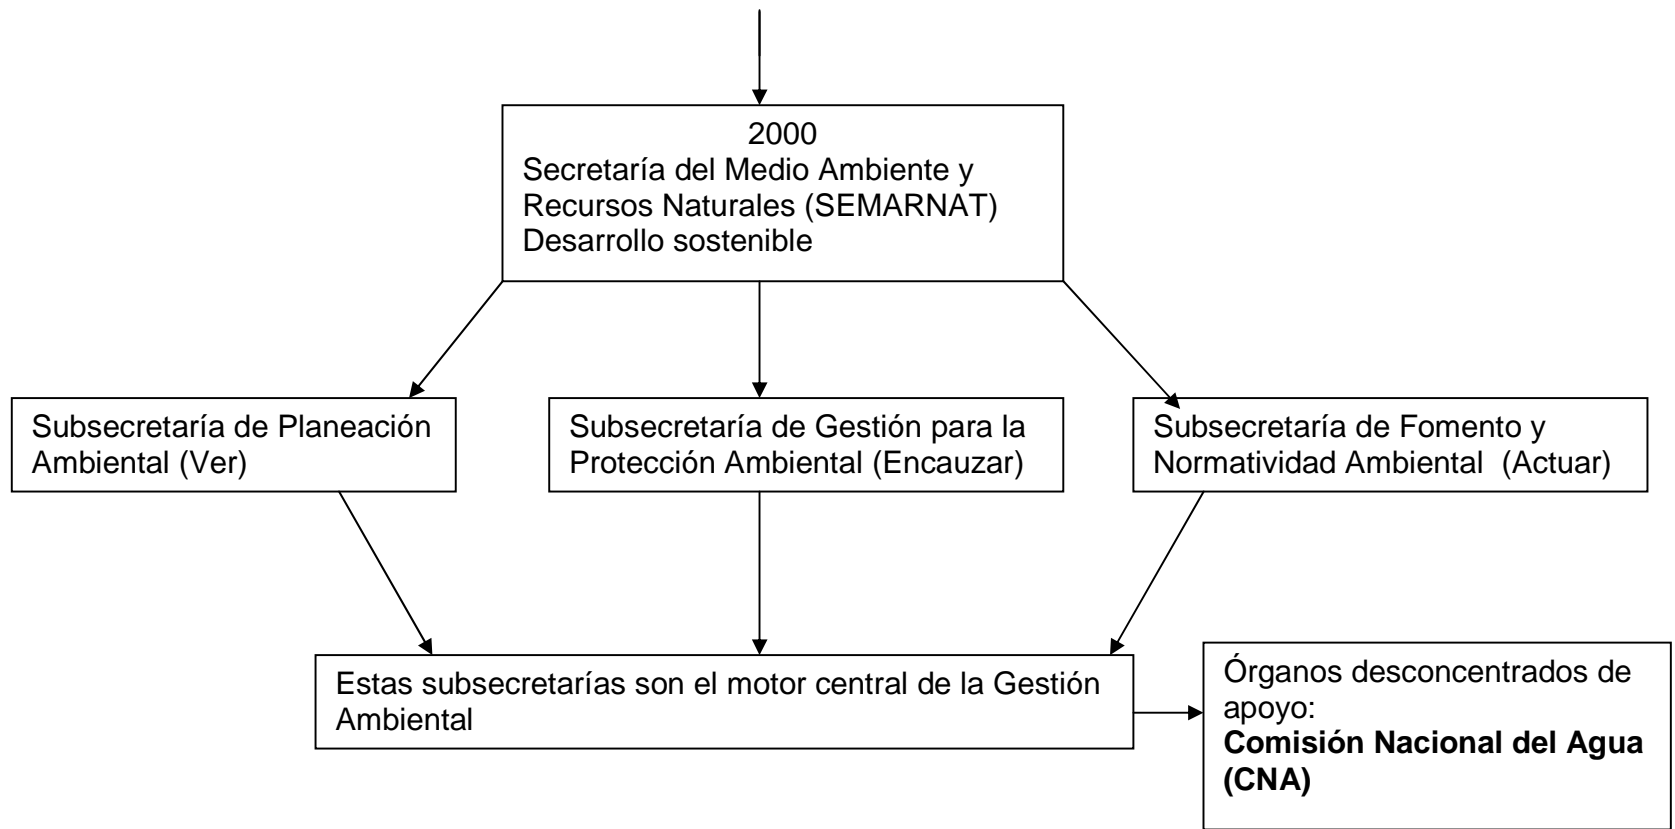 2000
Secretaría del Medio Ambiente y
Recursos Naturales (SEMARNAT)
Desarrollo sostenible
Subsecretaría de Planeación
Ambiental (Ver)
Subsecretaría de Gestión para la
Protección Ambiental (Encauzar)
Subsecretaría de Fomento y
Normatividad Ambiental (Actuar)
Estas subsecretarías son el motor central de la Gestión
Ambiental
Órganos desconcentrados de
apoyo:
Comisión Nacional del Agua
(CNA)